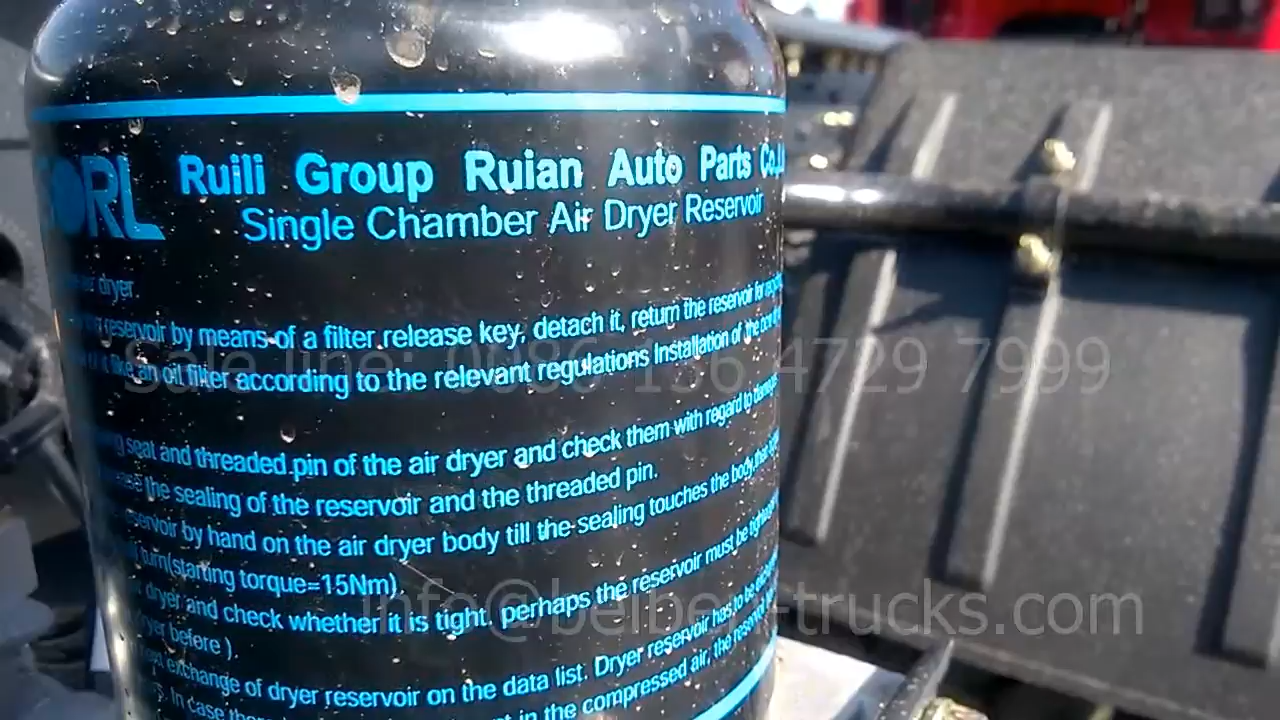 ORL
Ruili Group Ruian Auto Parts Co.,L
Single Chamber Air Dryer Reservoir
air dryer.
reservoir by means of a filter release key, detach it, return the reservoir for
like an oil filter according to the relevant regulations Installation of the
Sale line: 0086 136 4729 7999
seat and threaded pin of the air dryer and check them with regard to damages
the sealing of the reservoir and the threaded pin.
by hand on the air dryer body till the sealing touches the body,
turn(starting torque=15Nm).
dryer and check whether it is tight. perhaps the reservoir must be
info@beiben-trucks.com
before ).
exchange of dryer reservoir on the data list. Dryer reservoir has to be
In case in the compressed air, the